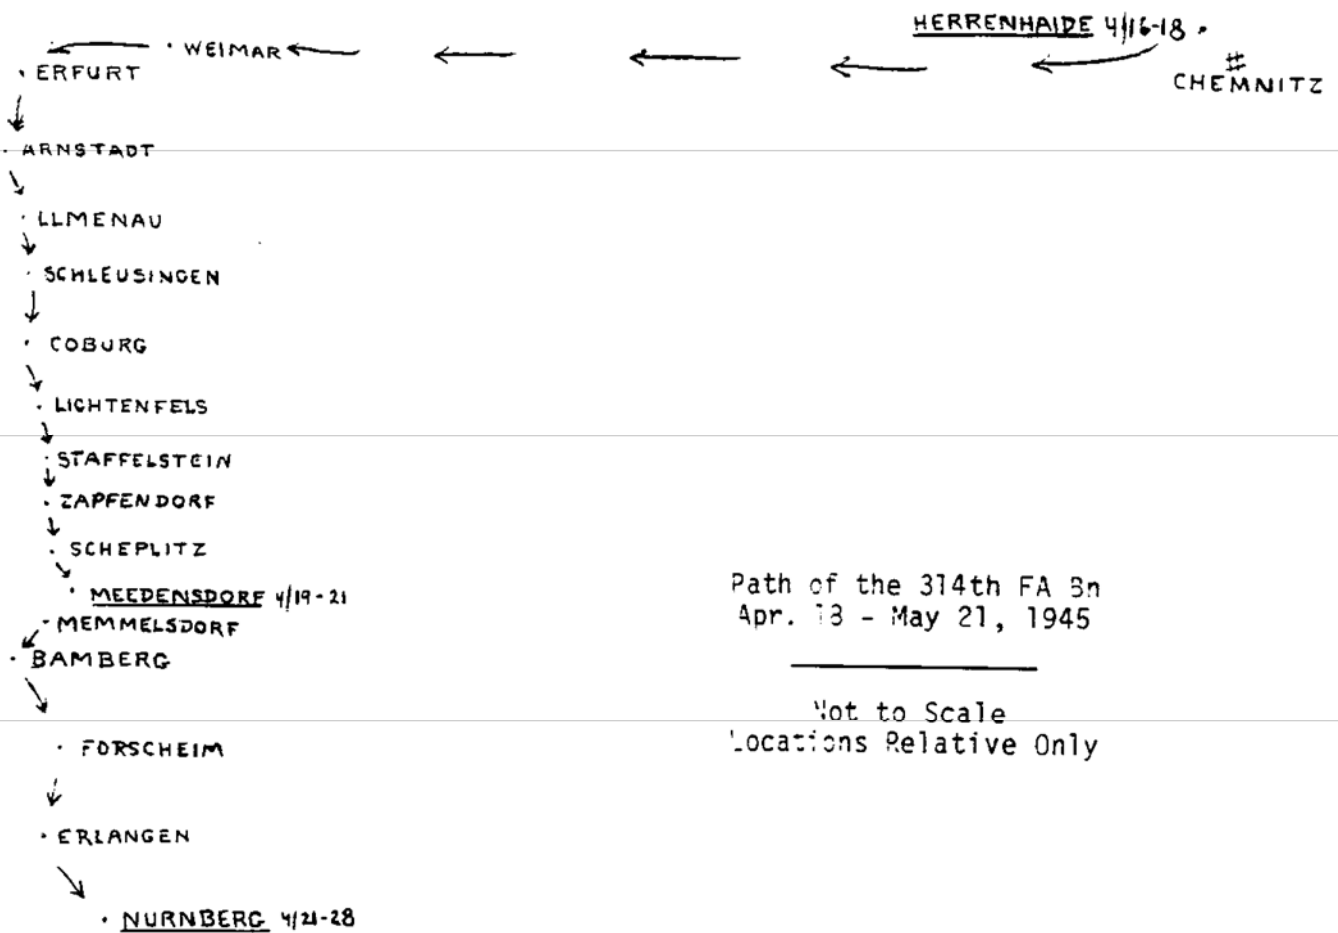 HERRENHAIDE 4/16-18
#
CHEMNITZ
WEIMAR
ERFURT
ARNSTADT
LLMENAU
SCHLEUSINGEN
COBURG
LICHTENFELS
STAFFELSTEIN
ZAPFENDORF
SCHEPLITZ
MEEDENSDORF 4/19-21
MEMMELSDORF
BAMBERG
FORSCHEIM
ERLANGEN
NURNBERG 4/21-28
Path of the 314th FA Bn
Apr. 18 - May 21, 1945
Not to Scale
Locations Relative Only